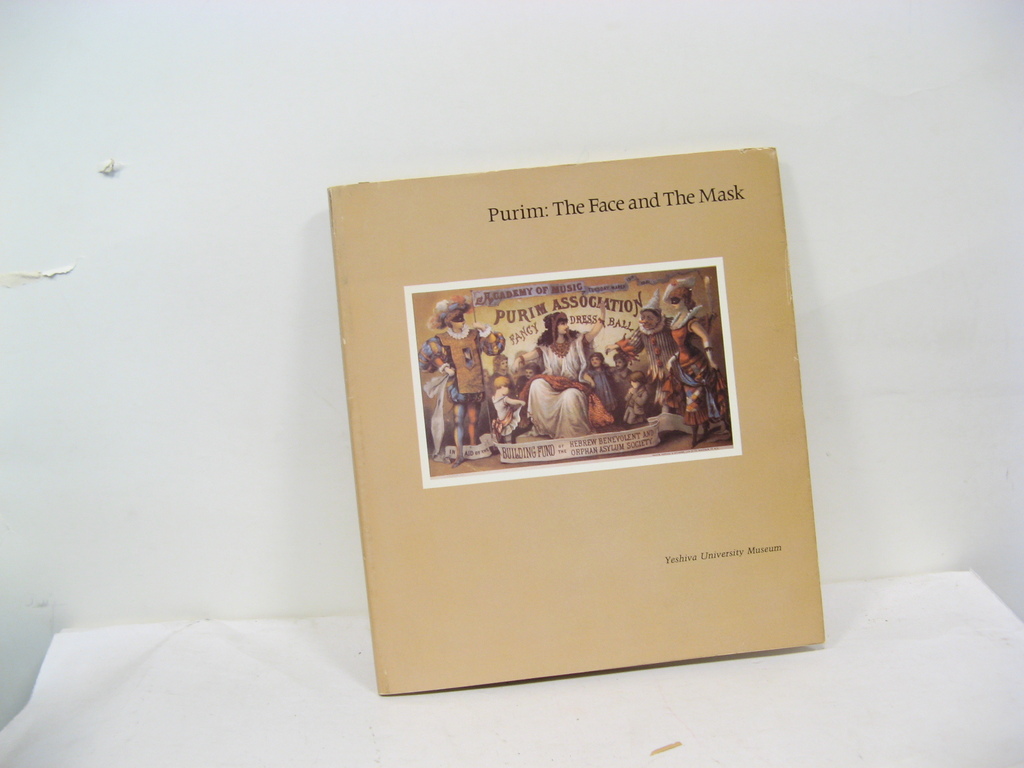 Purim: The Face and The Mask
ACADEMY OF MUSIC
PURIM ASSOCIATION
FANCY DRESS BALL
IN AID OF THE
BUILDING FUND OF THE HEBREW BENEVOLENT AND
ORPHAN ASYLUM SOCIETY
Yeshiva University Museum